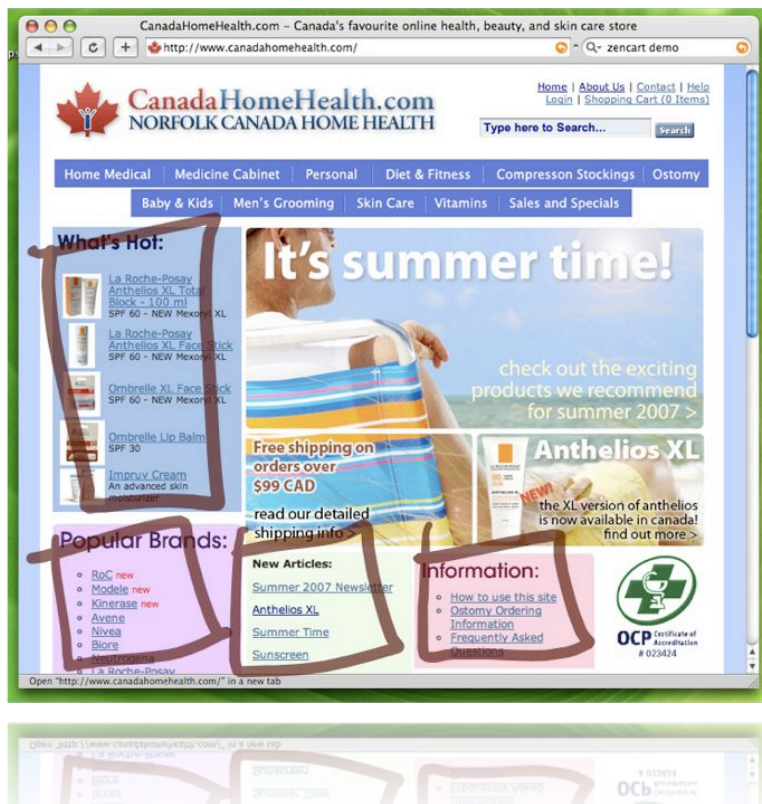 CanadaHomeHealth.com – Canada's favourite online health, beauty, and skin care store
http://www.canadahomehealth.com/
zencart demo
CanadaHomeHealth.com
NORFOLK CANADA HOME HEALTH
Home | About Us | Contact | Help
Login | Shopping Cart (0 Items)
Type here to Search...
Search
Home Medical | Medicine Cabinet | Personal | Diet & Fitness | Compresson Stockings | Ostomy
Baby & Kids | Men's Grooming | Skin Care | Vitamins | Sales and Specials
What's Hot:
La Roche-Posay
Anthelios XL Total
Block - 100 ml
SPF 60 - NEW Mexoryl XL
La Roche-Posay
Anthelios XL Face Stick
SPF 60 - NEW Mexoryl XL
Ombrelle XL Face Stick
SPF 60 - NEW Mexoryl XL
Ombrelle Lip Balm
SPF 30
Impruv Cream
An advanced skin
moisturizer
It's summer time!
check out the exciting
products we recommend
for summer 2007 >
Free shipping on
orders over
$99 CAD
read our detailed
shipping info >
Anthelios XL
NEW!
the XL version of anthelios
is now available in canada!
find out more >
Popular Brands:
RoC new
Modele new
Kinerase new
Avene
Nivea
Biore
Neutrogena
La Roche-Posay
New Articles:
Summer 2007 Newsletter
Anthelios XL
Summer Time
Sunscreen
Information:
How to use this site
Ostomy Ordering
Information
Frequently Asked
Questions
OCP Certificate of
Accreditation
# 023424
Open "http://www.canadahomehealth.com/" in a new tab